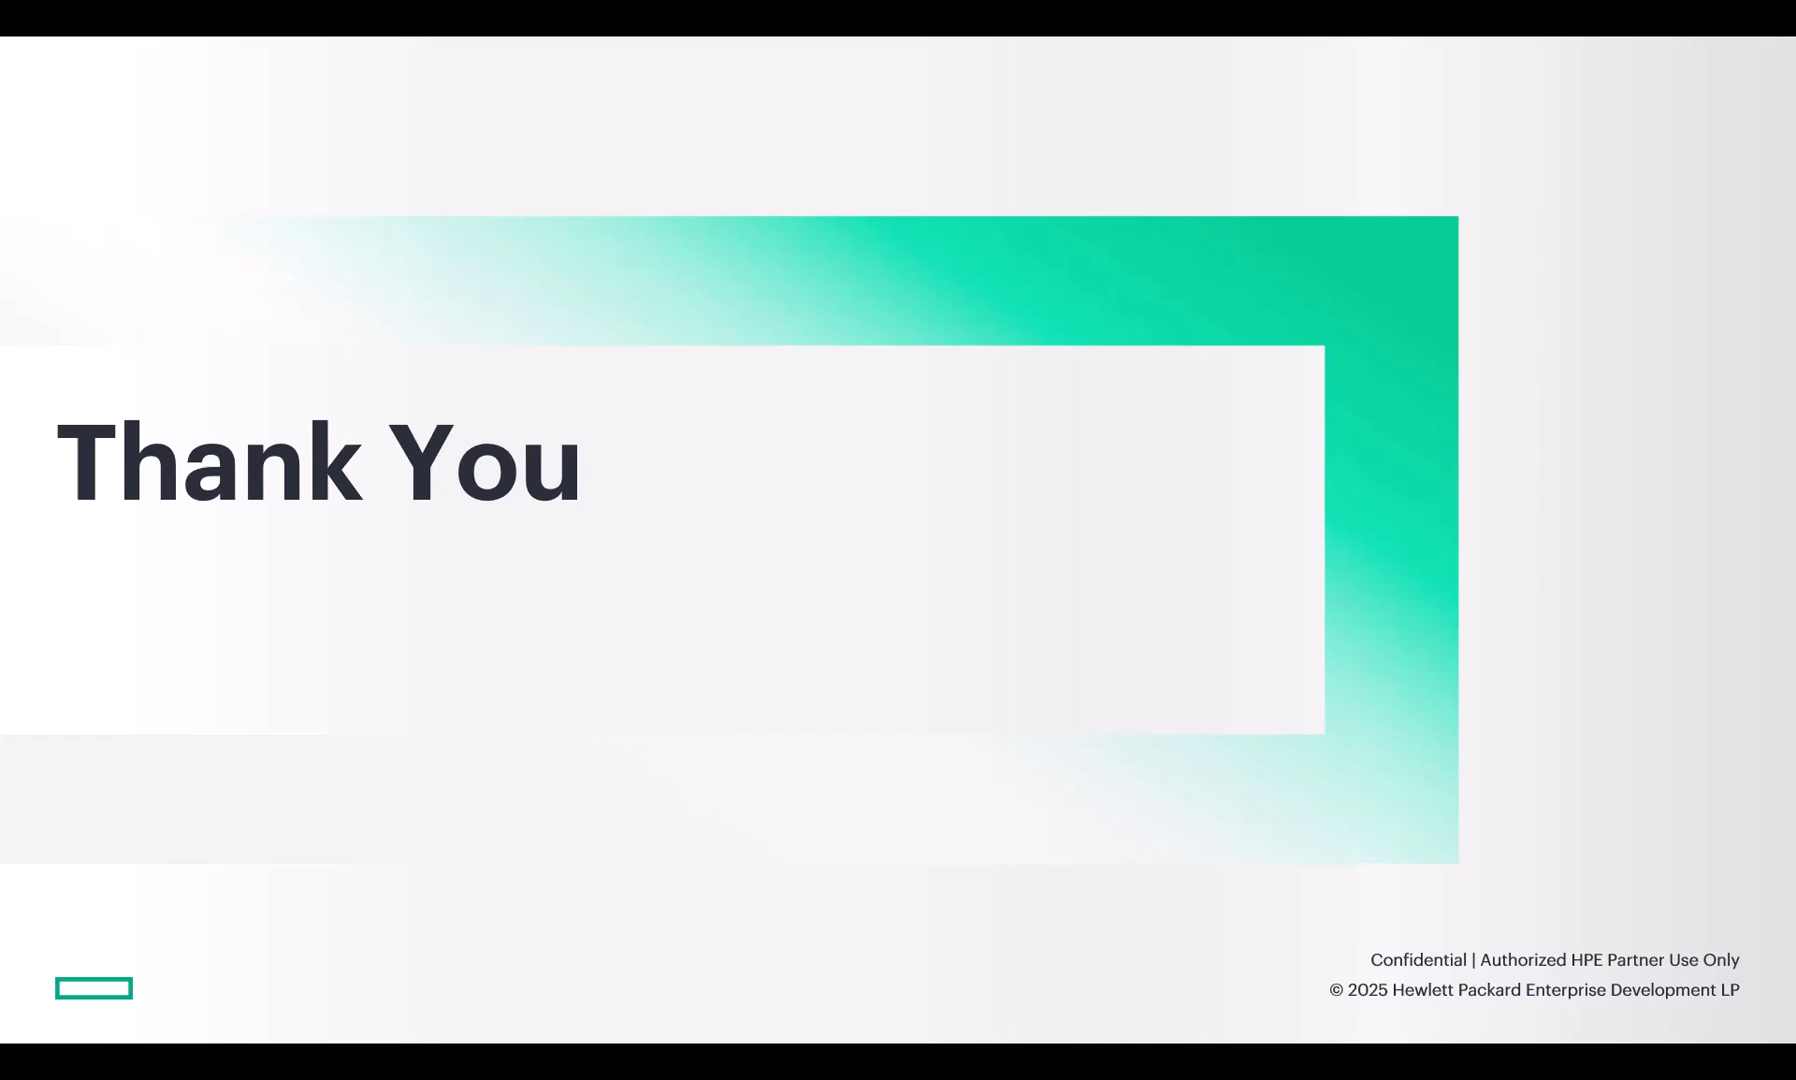 Thank You
Confidential | Authorized HPE Partner Use Only
© 2025 Hewlett Packard Enterprise Development LP